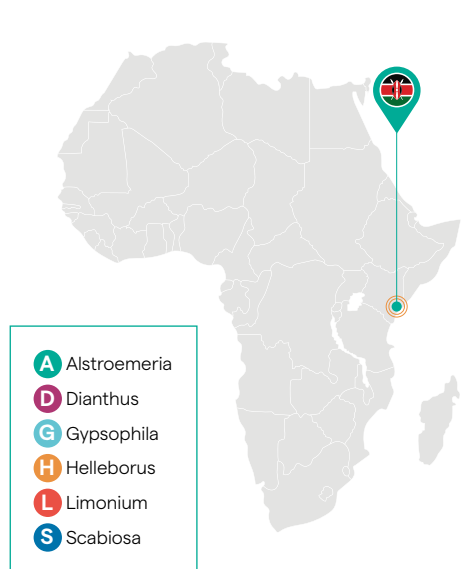 A Alstroemeria
D Dianthus
G Gypsophila
H Helleborus
L Limonium
S Scabiosa